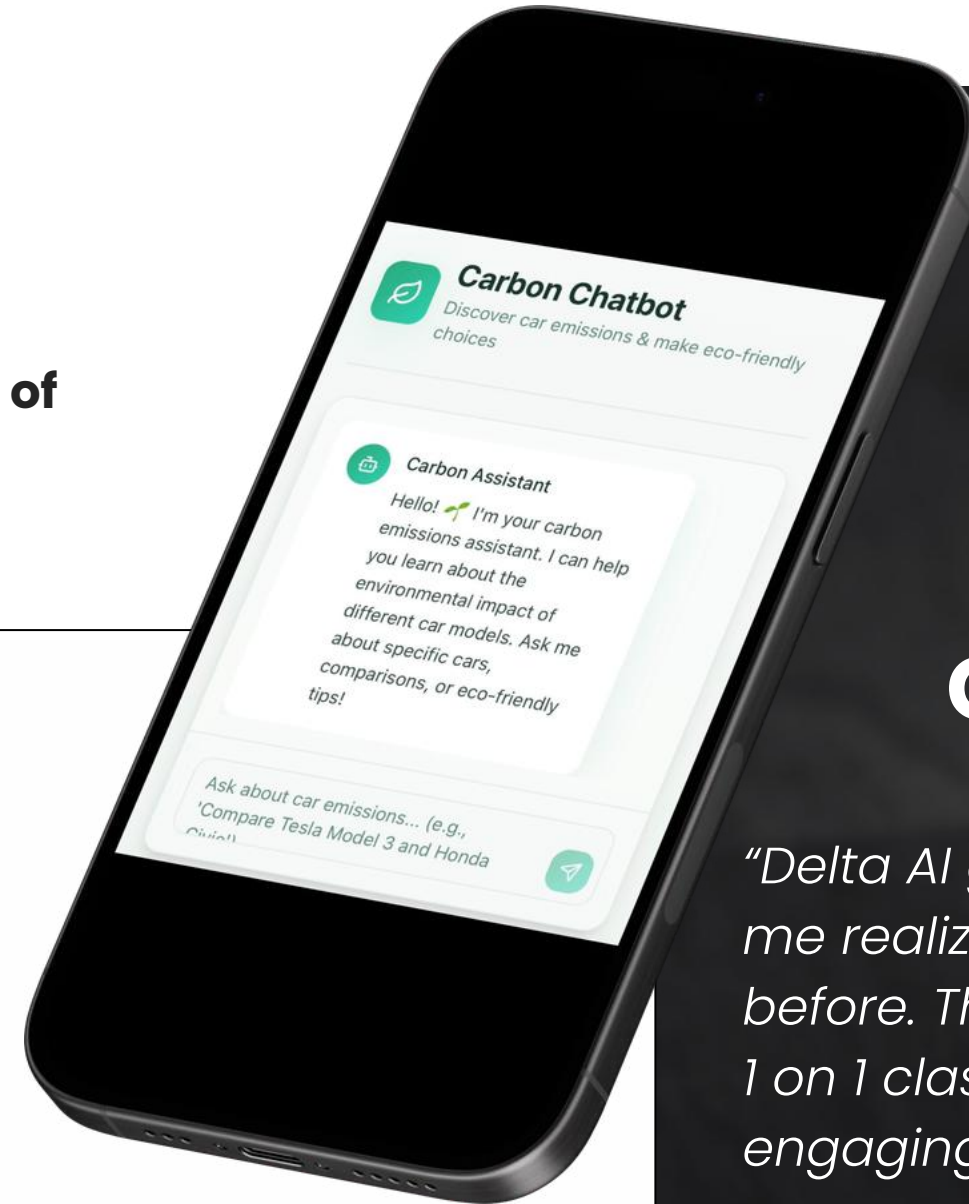 of
Carbon Chatbot
Discover car emissions & make eco-friendly
choices
Carbon Assistant
Hello! 🌱 I'm your carbon
emissions assistant. I can help
you learn about the
environmental impact of
different car models. Ask me
about specific cars,
comparisons, or eco-friendly
tips!
Ask about car emissions... (e.g.,
'Compare Tesla Model 3 and Honda
Civic')
“Delta AI
me
before.
1 on 1
engaging